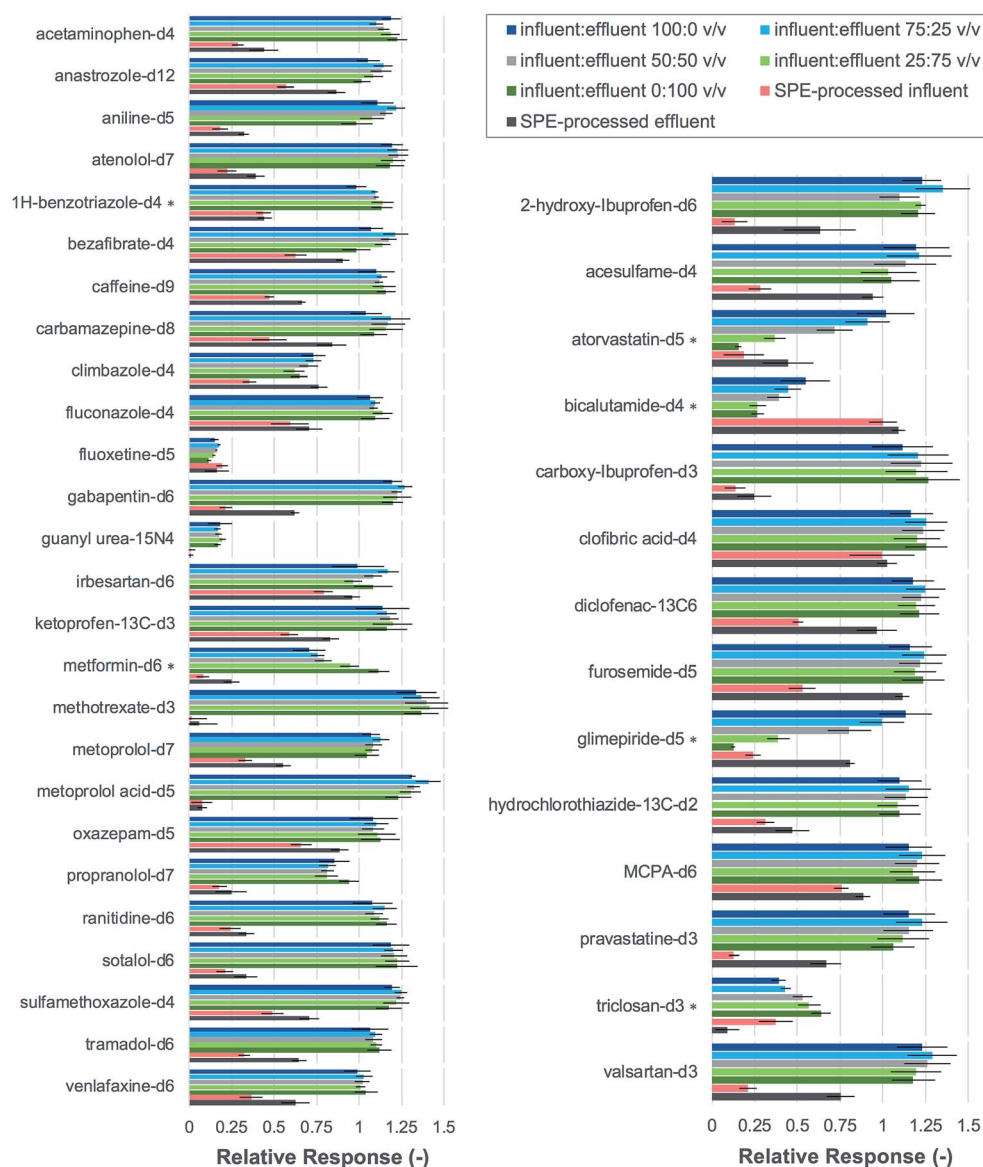 influent:effluent 100:0 v/v
influent:effluent 75:25 v/v
influent:effluent 50:50 v/v
influent:effluent 25:75 v/v
influent:effluent 0:100 v/v
SPE-processed influent
SPE-processed effluent
acetaminophen-d4
anastrozole-d12
aniline-d5
atenolol-d7
1H-benzotriazole-d4 *
bezafibrate-d4
caffeine-d9
carbamazepine-d8
climbazole-d4
fluconazole-d4
fluoxetine-d5
gabapentin-d6
guanyl urea-15N4
irbesartan-d6
ketoprofen-13C-d3
metformin-d6 *
methotrexate-d3
metoprolol-d7
metoprolol acid-d5
oxazepam-d5
propranolol-d7
ranitidine-d6
sotalol-d6
sulfamethoxazole-d4
tramadol-d6
venlafaxine-d6
0 0.25 0.5 0.75 1 1.25 1.5
Relative Response (-)
2-hydroxy-Ibuprofen-d6
acesulfame-d4
atorvastatin-d5 *
bicalutamide-d4 *
carboxy-Ibuprofen-d3
clofibric acid-d4
diclofenac-13C6
furosemide-d5
glimepiride-d5 *
hydrochlorothiazide-13C-d2
MCPA-d6
pravastatine-d3
triclosan-d3 *
valsartan-d3
0 0.25 0.5 0.75 1 1.25 1.5
Relative Response (-)